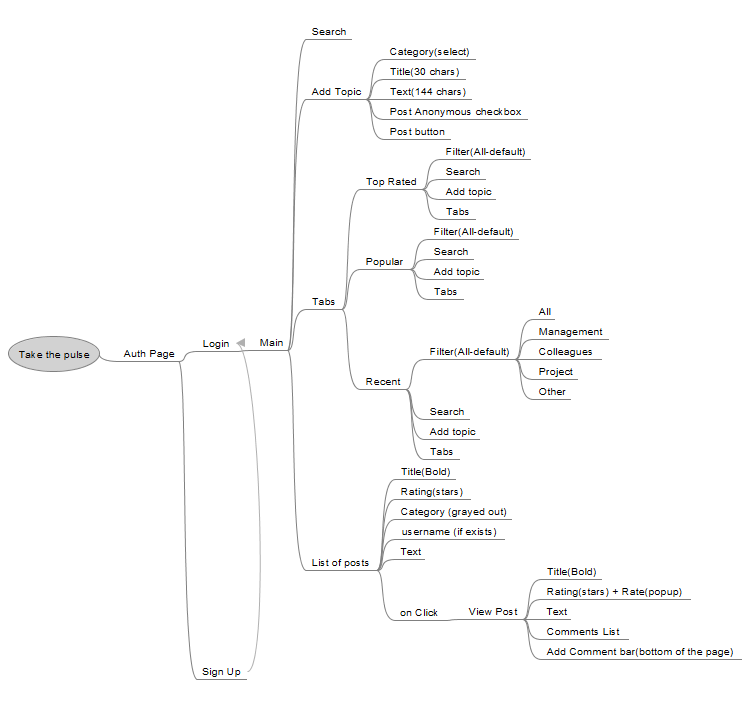 Take the pulse
Auth Page
Login
Main
Search
Add Topic
Category(select)
Title(30 chars)
Text(144 chars)
Post Anonymous checkbox
Post button
Tabs
Top Rated
Filter(All-default)
Search
Add topic
Tabs
Popular
Filter(All-default)
Search
Add topic
Tabs
Recent
Filter(All-default)
All
Management
Colleagues
Project
Other
Search
Add topic
Tabs
List of posts
Title(Bold)
Rating(stars)
Category (grayed out)
username (if exists)
Text
on Click
View Post
Title(Bold)
Rating(stars) + Rate(popup)
Text
Comments List
Add Comment bar(bottom of the page)
Sign Up